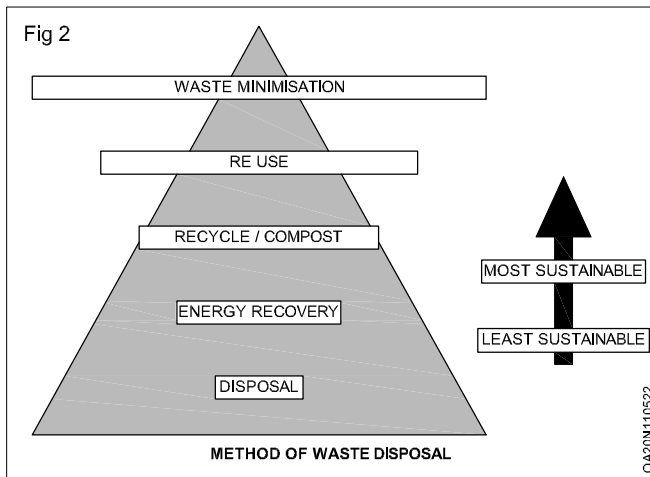 Fig 2
WASTE MINIMISATION
RE USE
RECYCLE / COMPOST
ENERGY RECOVERY
DISPOSAL
METHOD OF WASTE DISPOSAL
MOST SUSTAINABLE
LEAST SUSTAINABLE
OA20N110522